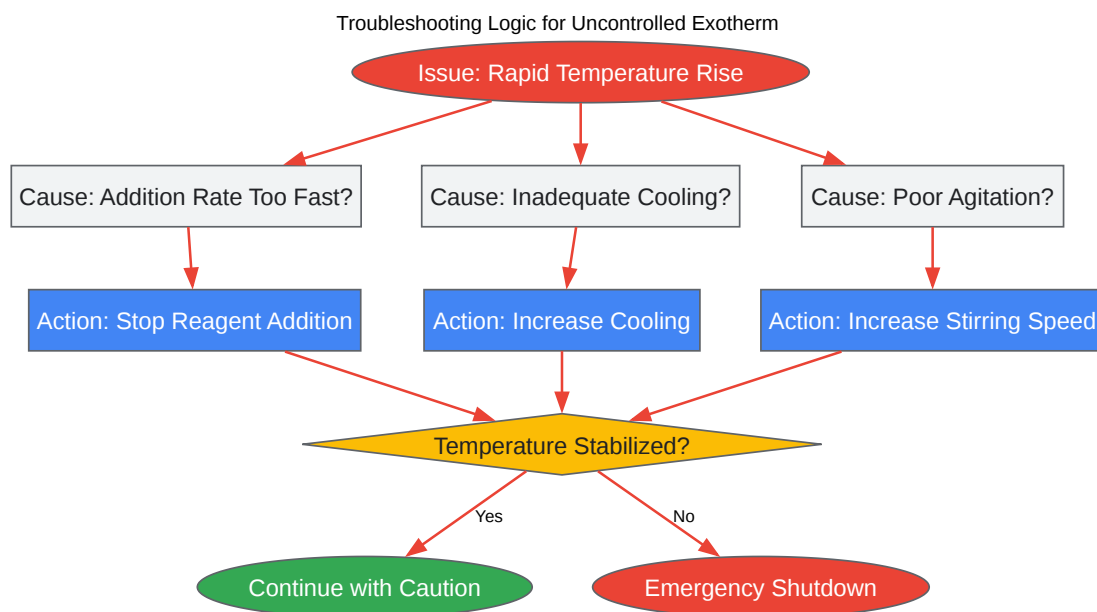 Troubleshooting Logic for Uncontrolled Exotherm
Issue: Rapid Temperature Rise
Cause: Addition Rate Too Fast?
Cause: Inadequate Cooling?
Cause: Poor Agitation?
Action: Stop Reagent Addition
Action: Increase Cooling
Action: Increase Stirring Speed
Temperature Stabilized?
Yes
No
Continue with Caution
Emergency Shutdown